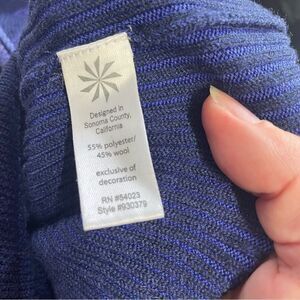 Designed in
Sonoma County,
California
55% polyester/
45% wool
exclusive of
decoration
RN #54023
Style #930379